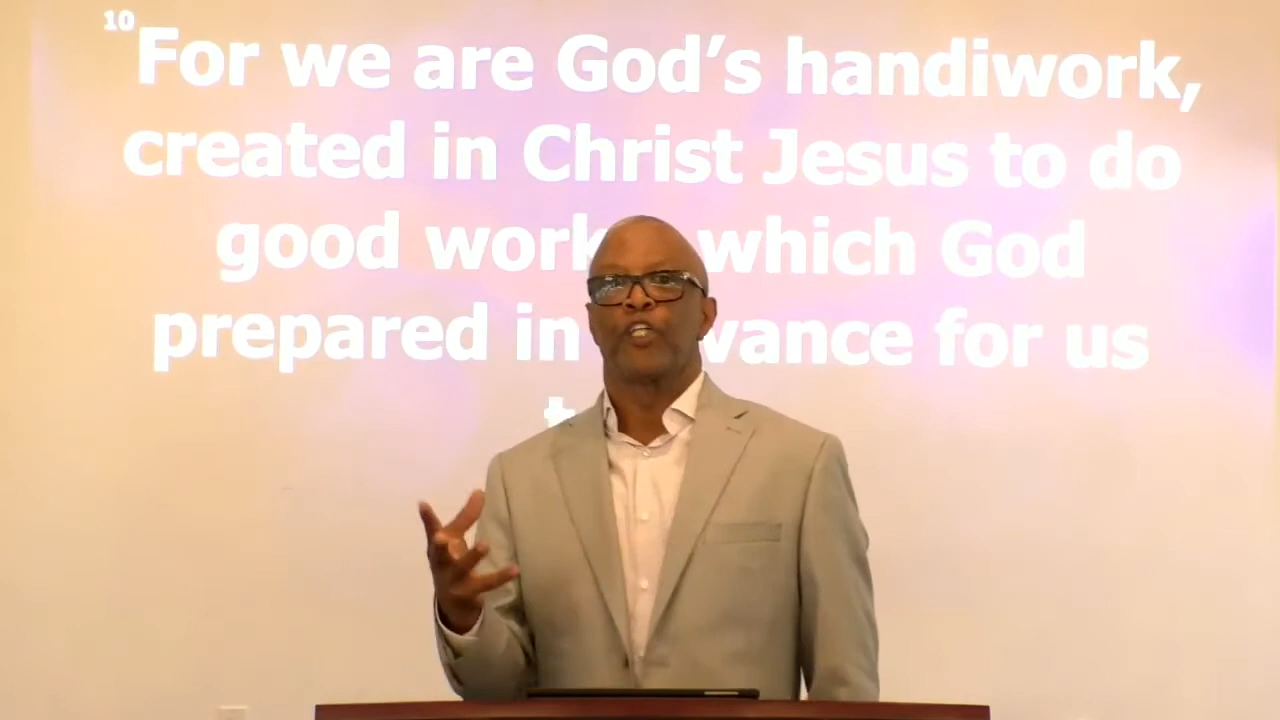 10 For we are God’s handiwork,
created in Christ Jesus to do
good work which God
prepared in vance for us